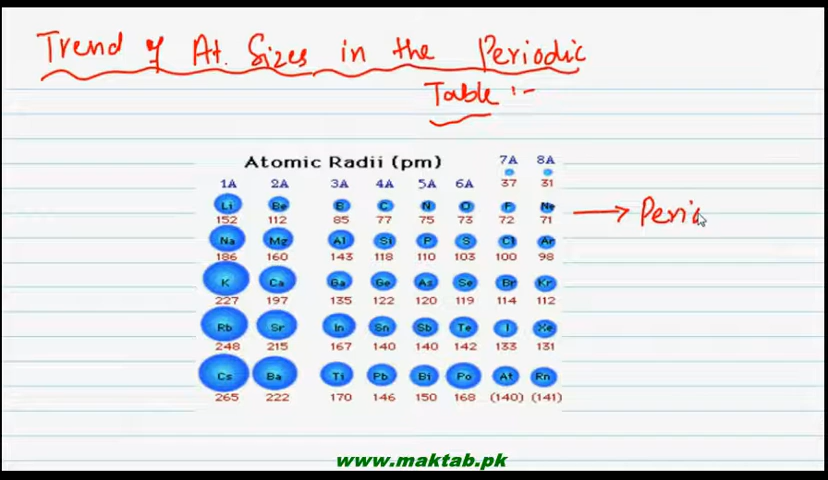 Trend of At. Sizes in the Periodic
Table :-
Atomic Radii (pm)
7A 8A
37 31
1A 2A 3A 4A 5A 6A
Li Be B C N O F Ne
152 112 85 77 75 73 72 71
→ Perio
Na Mg Al Si P S Cl Ar
186 160 143 118 110 103 100 98
K Ca Ga Ge As Se Br Kr
227 197 135 122 120 119 114 112
Rb Sr In Sn Sb Te I Xe
248 215 167 140 140 142 133 131
Cs Ba Tl Pb Bi Po At Rn
265 222 170 146 150 168 (140) (141)
www.maktab.pk